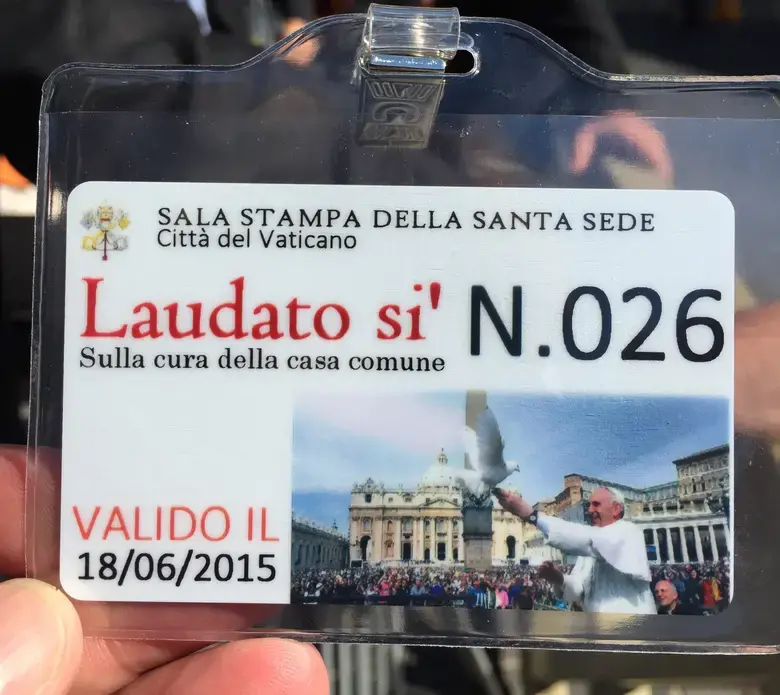 SALA STAMPA DELLA SANTA SEDE
Città del Vaticano
Laudato si' N.026
Sulla cura della casa comune
VALIDO IL
18/06/2015